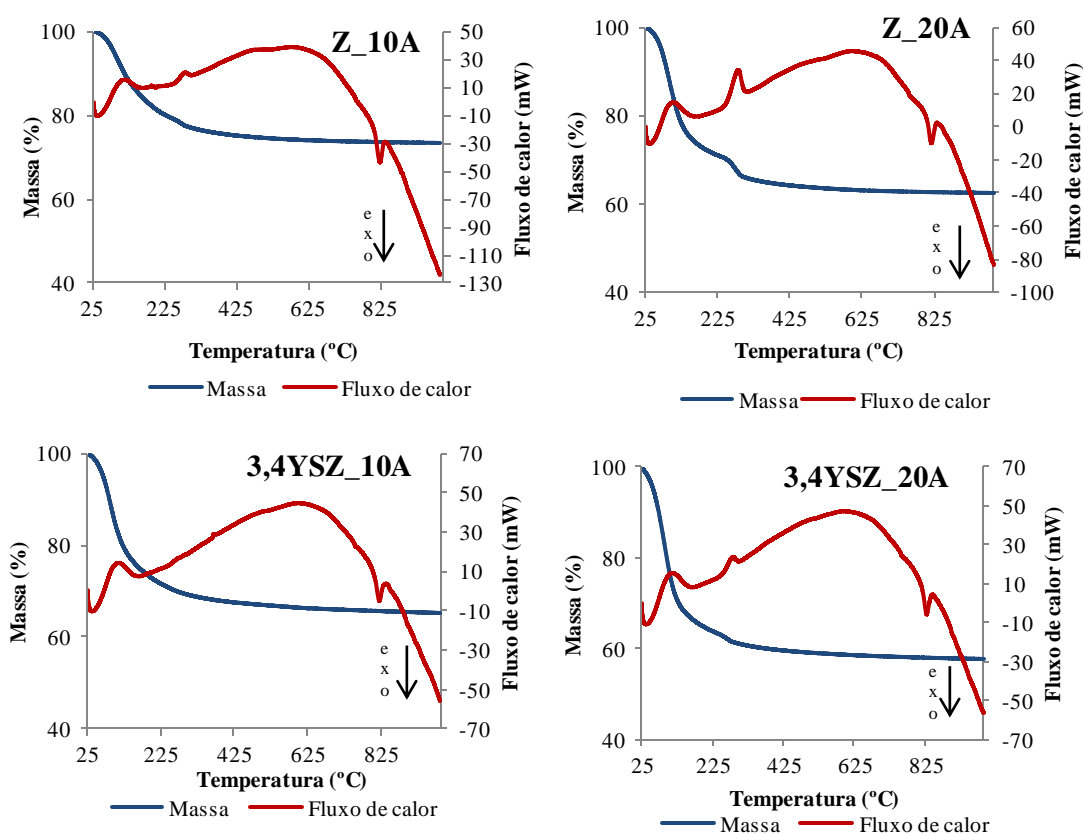 Z_10A
100
80
60
40
Massa (%)
50
30
10
-10
-30
-50
-70
-90
-110
-130
Fluxo de calor (mW)
e
x
o
25 225 425 625 825
Temperatura (ºC)
Massa Fluxo de calor
Z_20A
100
80
60
40
Massa (%)
60
40
20
0
-20
-40
-60
-80
-100
Fluxo de calor (mW)
e
x
o
25 225 425 625 825
Temperatura (ºC)
Massa Fluxo de calor
3,4YSZ_10A
100
80
60
40
Massa (%)
70
50
30
10
-10
-30
-50
-70
Fluxo de calor (mW)
e
x
o
25 225 425 625 825
Temperatura (ºC)
Massa Fluxo de calor
3,4YSZ_20A
100
80
60
40
Massa (%)
70
50
30
10
-10
-30
-50
-70
Fluxo de calor (mW)
e
x
o
25 225 425 625 825
Temperatura (ºC)
Massa Fluxo de calor